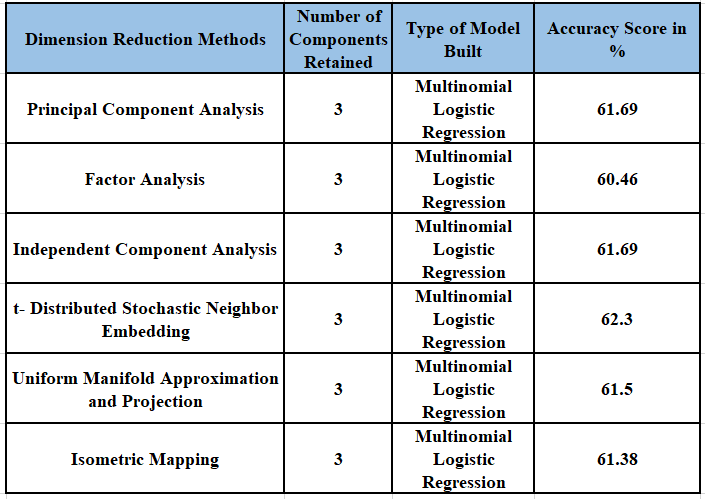 Dimension Reduction Methods
Number of
Components
Retained
Type of Model
Built
Accuracy Score in
%
Principal Component Analysis
3
Multinomial
Logistic
Regression
61.69
Factor Analysis
3
Multinomial
Logistic
Regression
60.46
Independent Component Analysis
3
Multinomial
Logistic
Regression
61.69
t- Distributed Stochastic Neighbor
Embedding
3
Multinomial
Logistic
Regression
62.3
Uniform Manifold Approximation
and Projection
3
Multinomial
Logistic
Regression
61.5
Isometric Mapping
3
Multinomial
Logistic
Regression
61.38